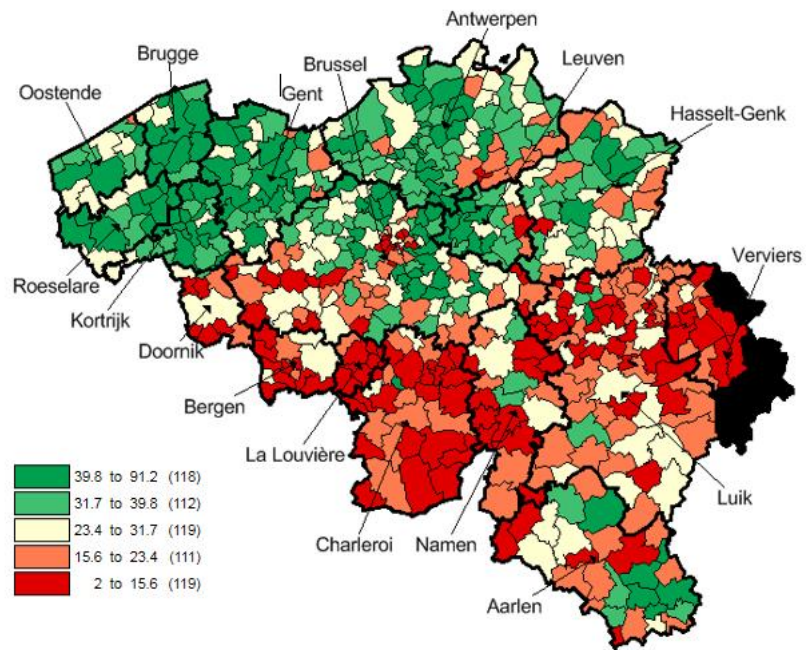 Antwerpen
Brugge
Brussel
Leuven
Oostende
Gent
Hasselt-Genk
Verviers
Roeselare
Kortrijk
Doornik
Bergen
La Louvière
Luik
Charleroi
Namen
Aarlen
39.8 to 91.2 (118)
31.7 to 39.8 (112)
23.4 to 31.7 (119)
15.6 to 23.4 (111)
2 to 15.6 (119)